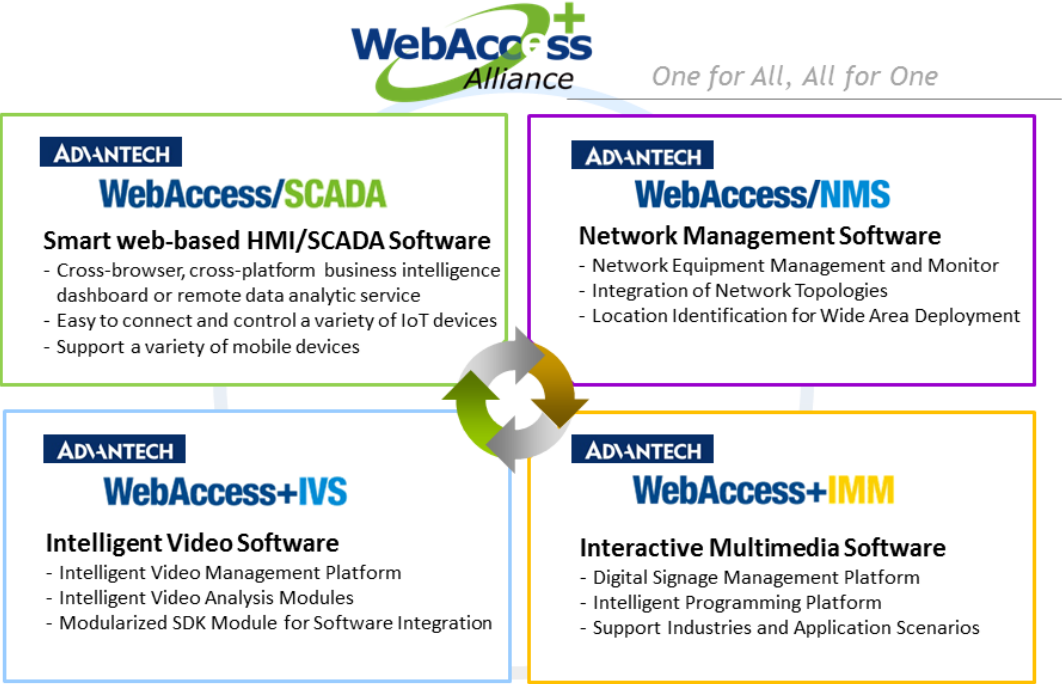 WebAccess+
Alliance
One for All, All for One
ADVANTECH
WebAccess/SCADA
Smart web-based HMI/SCADA Software
- Cross-browser, cross-platform business intelligence
dashboard or remote data analytic service
- Easy to connect and control a variety of IoT devices
- Support a variety of mobile devices
ADVANTECH
WebAccess/NMS
Network Management Software
- Network Equipment Management and Monitor
- Integration of Network Topologies
- Location Identification for Wide Area Deployment
ADVANTECH
WebAccess+IVS
Intelligent Video Software
- Intelligent Video Management Platform
- Intelligent Video Analysis Modules
- Modularized SDK Module for Software Integration
ADVANTECH
WebAccess+IMM
Interactive Multimedia Software
- Digital Signage Management Platform
- Intelligent Programming Platform
- Support Industries and Application Scenarios